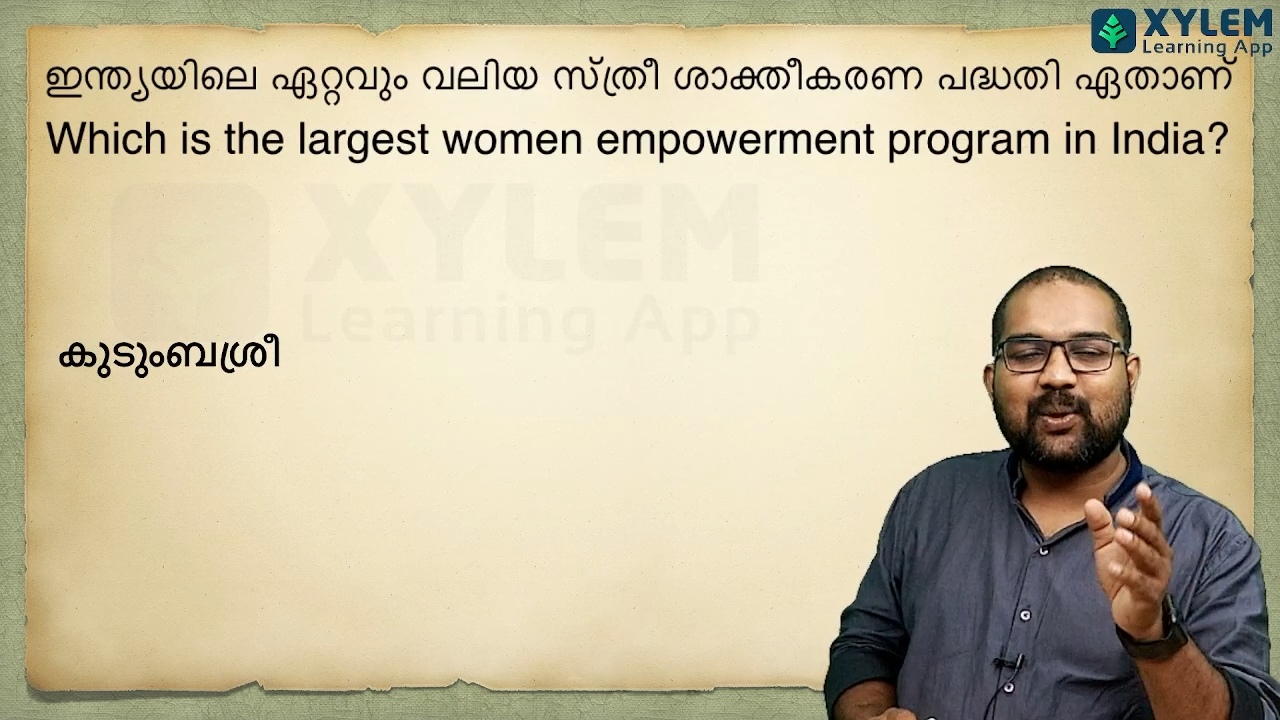 XYLEM
Learning App
ഇന്ത്യയിലെ ഏറ്റവും വലിയ സ്ത്രീ ശാക്തീകരണ പദ്ധതി ഏതാണ്
Which is the largest women empowerment program in India?
XYLEM
Learning App
കുടുംബശ്രീ